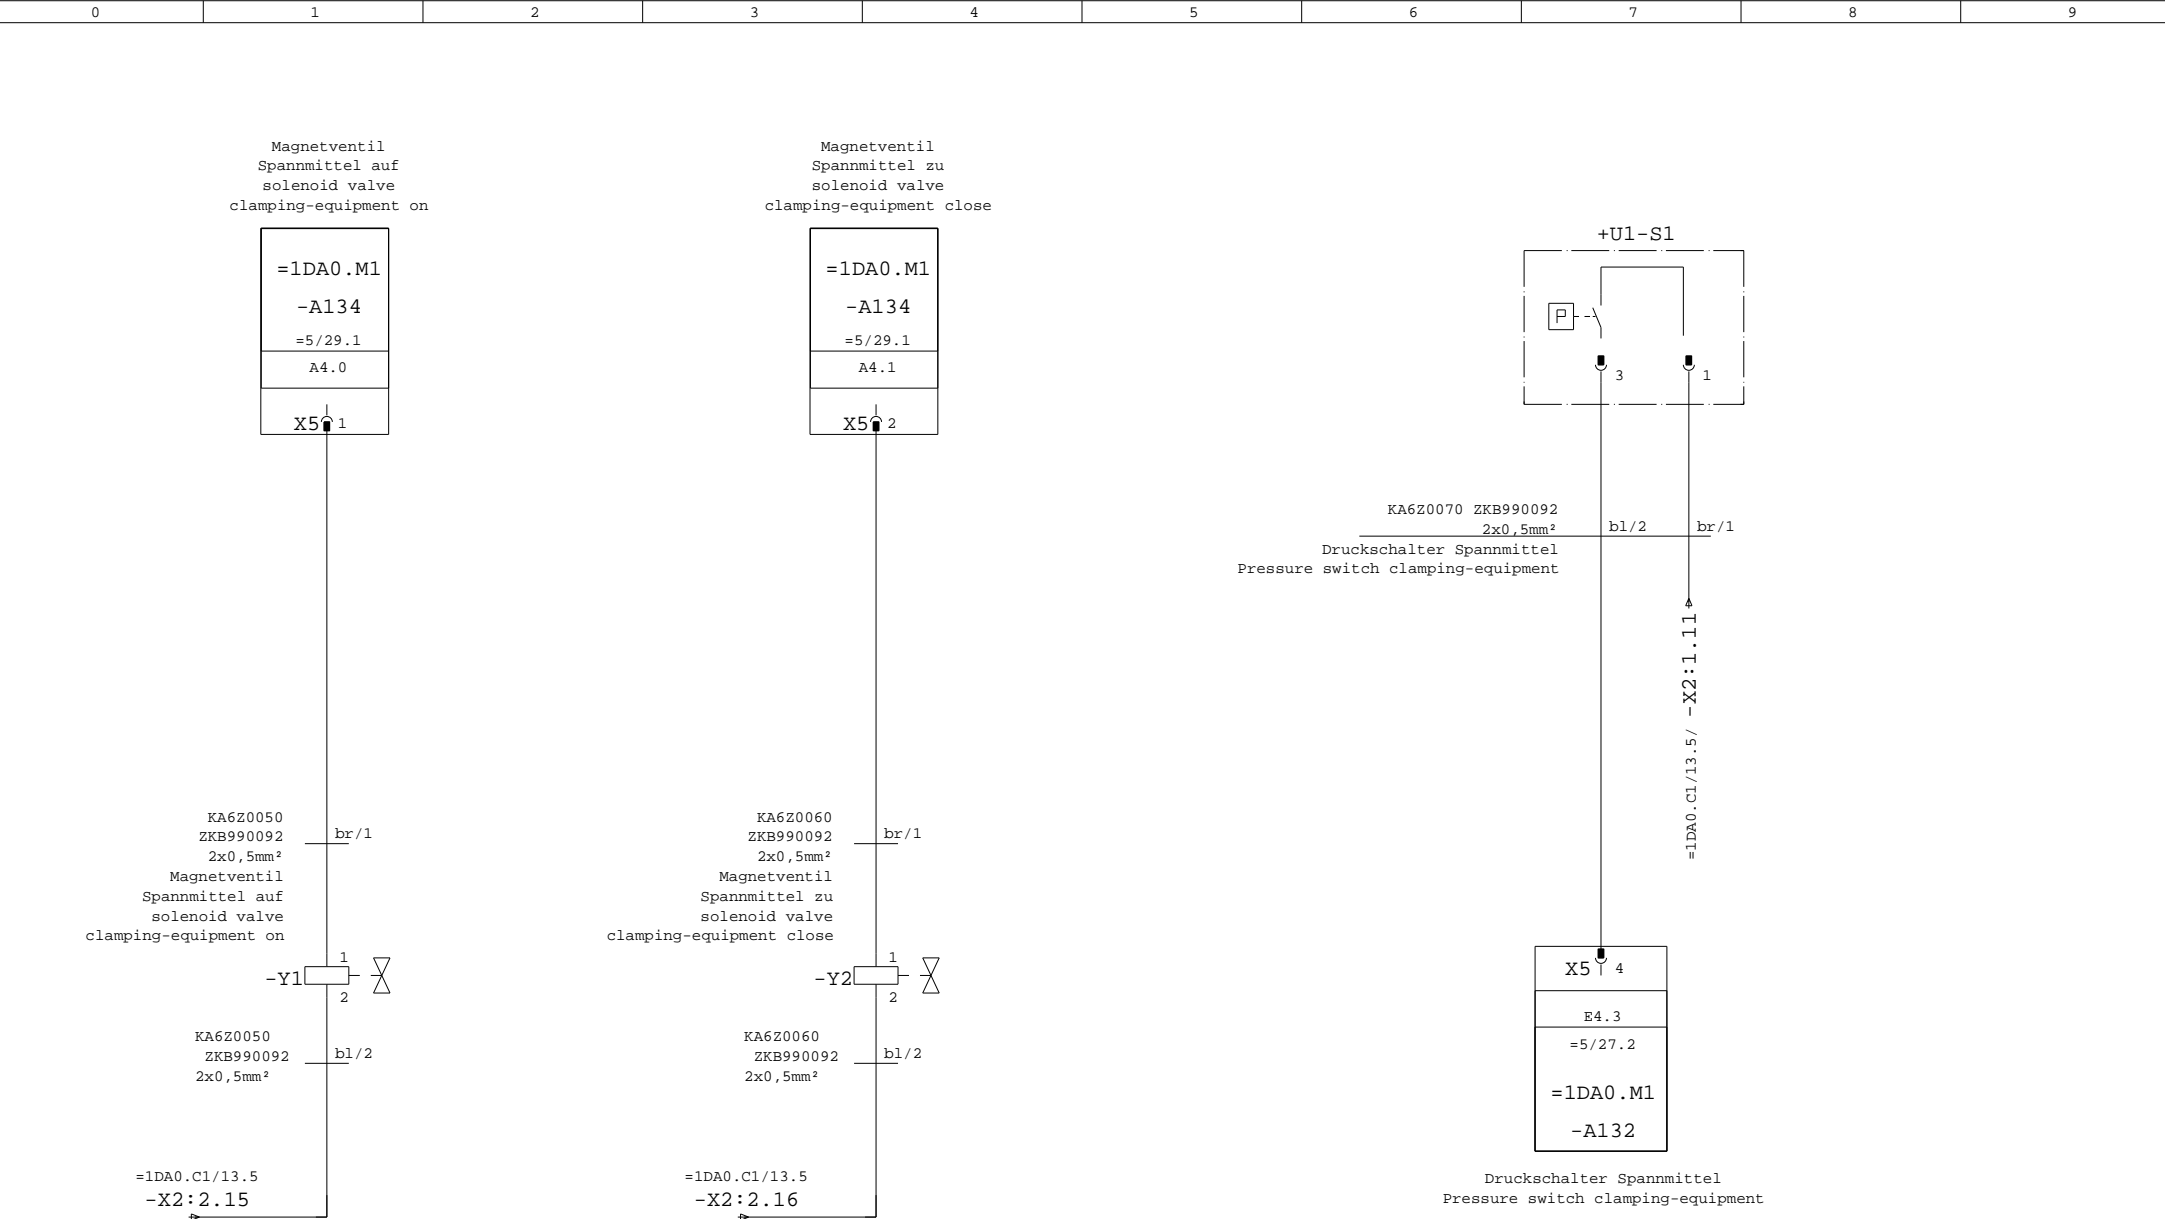 0 1 2 3 4 5 6 7 8 9
Magnetventil
Spannmittel auf
solenoid valve
clamping-equipment on
=1DA0.M1
-A134
=5/29.1
A4.0
X5 1
KA6Z0050
ZKB990092
br/1
2x0,5mm²
Magnetventil
Spannmittel auf
solenoid valve
clamping-equipment on
1
-Y1
2
KA6Z0050
ZKB990092
bl/2
2x0,5mm²
=1DA0.C1/13.5
-X2:2.15
Magnetventil
Spannmittel zu
solenoid valve
clamping-equipment close
=1DA0.M1
-A134
=5/29.1
A4.1
X5 2
KA6Z0060
ZKB990092
br/1
2x0,5mm²
Magnetventil
Spannmittel zu
solenoid valve
clamping-equipment close
1
-Y2
2
KA6Z0060
ZKB990092
bl/2
2x0,5mm²
=1DA0.C1/13.5
-X2:2.16
+U1-S1
P
3 1
KA6Z0070 ZKB990092
2x0,5mm²
bl/2 br/1
Druckschalter Spannmittel
Pressure switch clamping-equipment
=1DA0.C1/13.5/ -X2:1.11
X5 4
E4.3
=5/27.2
=1DA0.M1
-A132
Druckschalter Spannmittel
Pressure switch clamping-equipment